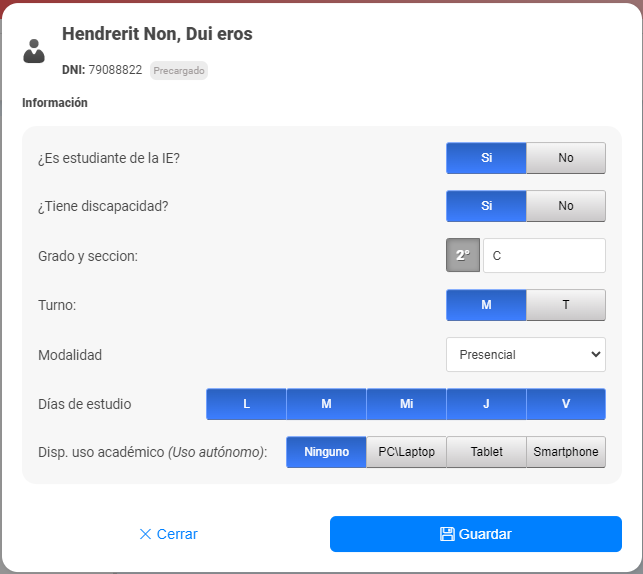 Hendrerit Non, Dui eros
DNI: 79088822 Precargado
Información
¿Es estudiante de la IE? Si No
¿Tiene discapacidad? Si No
Grado y seccion: 2° C
Turno: M T
Modalidad Presencial
Días de estudio L M Mi J V
Disp. uso académico (Uso autónomo): Ninguno PC\Laptop Tablet Smartphone
Cerrar Guardar